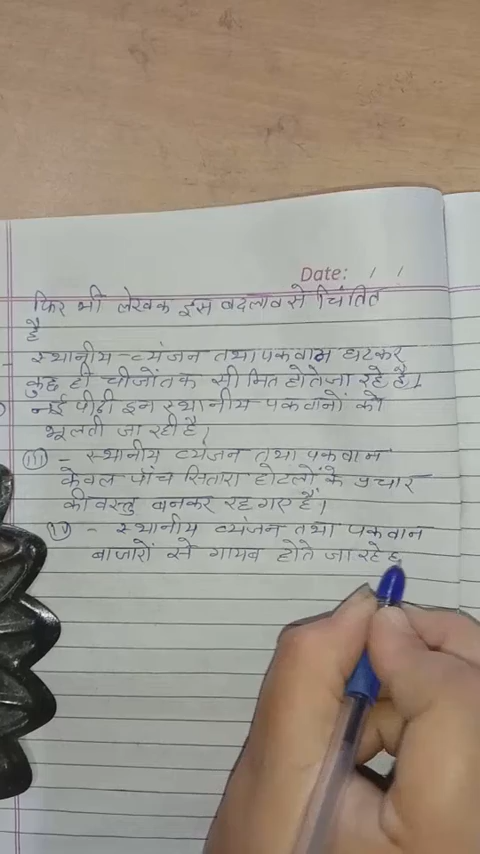 Date: / /
फिर भी लेखक इस बदलाव से चिंतित
है
स्थानीय व्यंजन तथा पकवान घटकर
कुछ ही चीजों तक सीमित होते जा रहे है।
नई पीढ़ी इन स्थानीय पकवानों को
भूलती जा रही है।
(iii) - स्थानीय व्यंजन तथा पकवान
केवल पाँच सितारा होटलों के प्रचार
की वस्तु बनकर रह गए हैं।
iv - स्थानीय व्यंजन तथा पकवान
बाजारों से गायब होते जा रहे